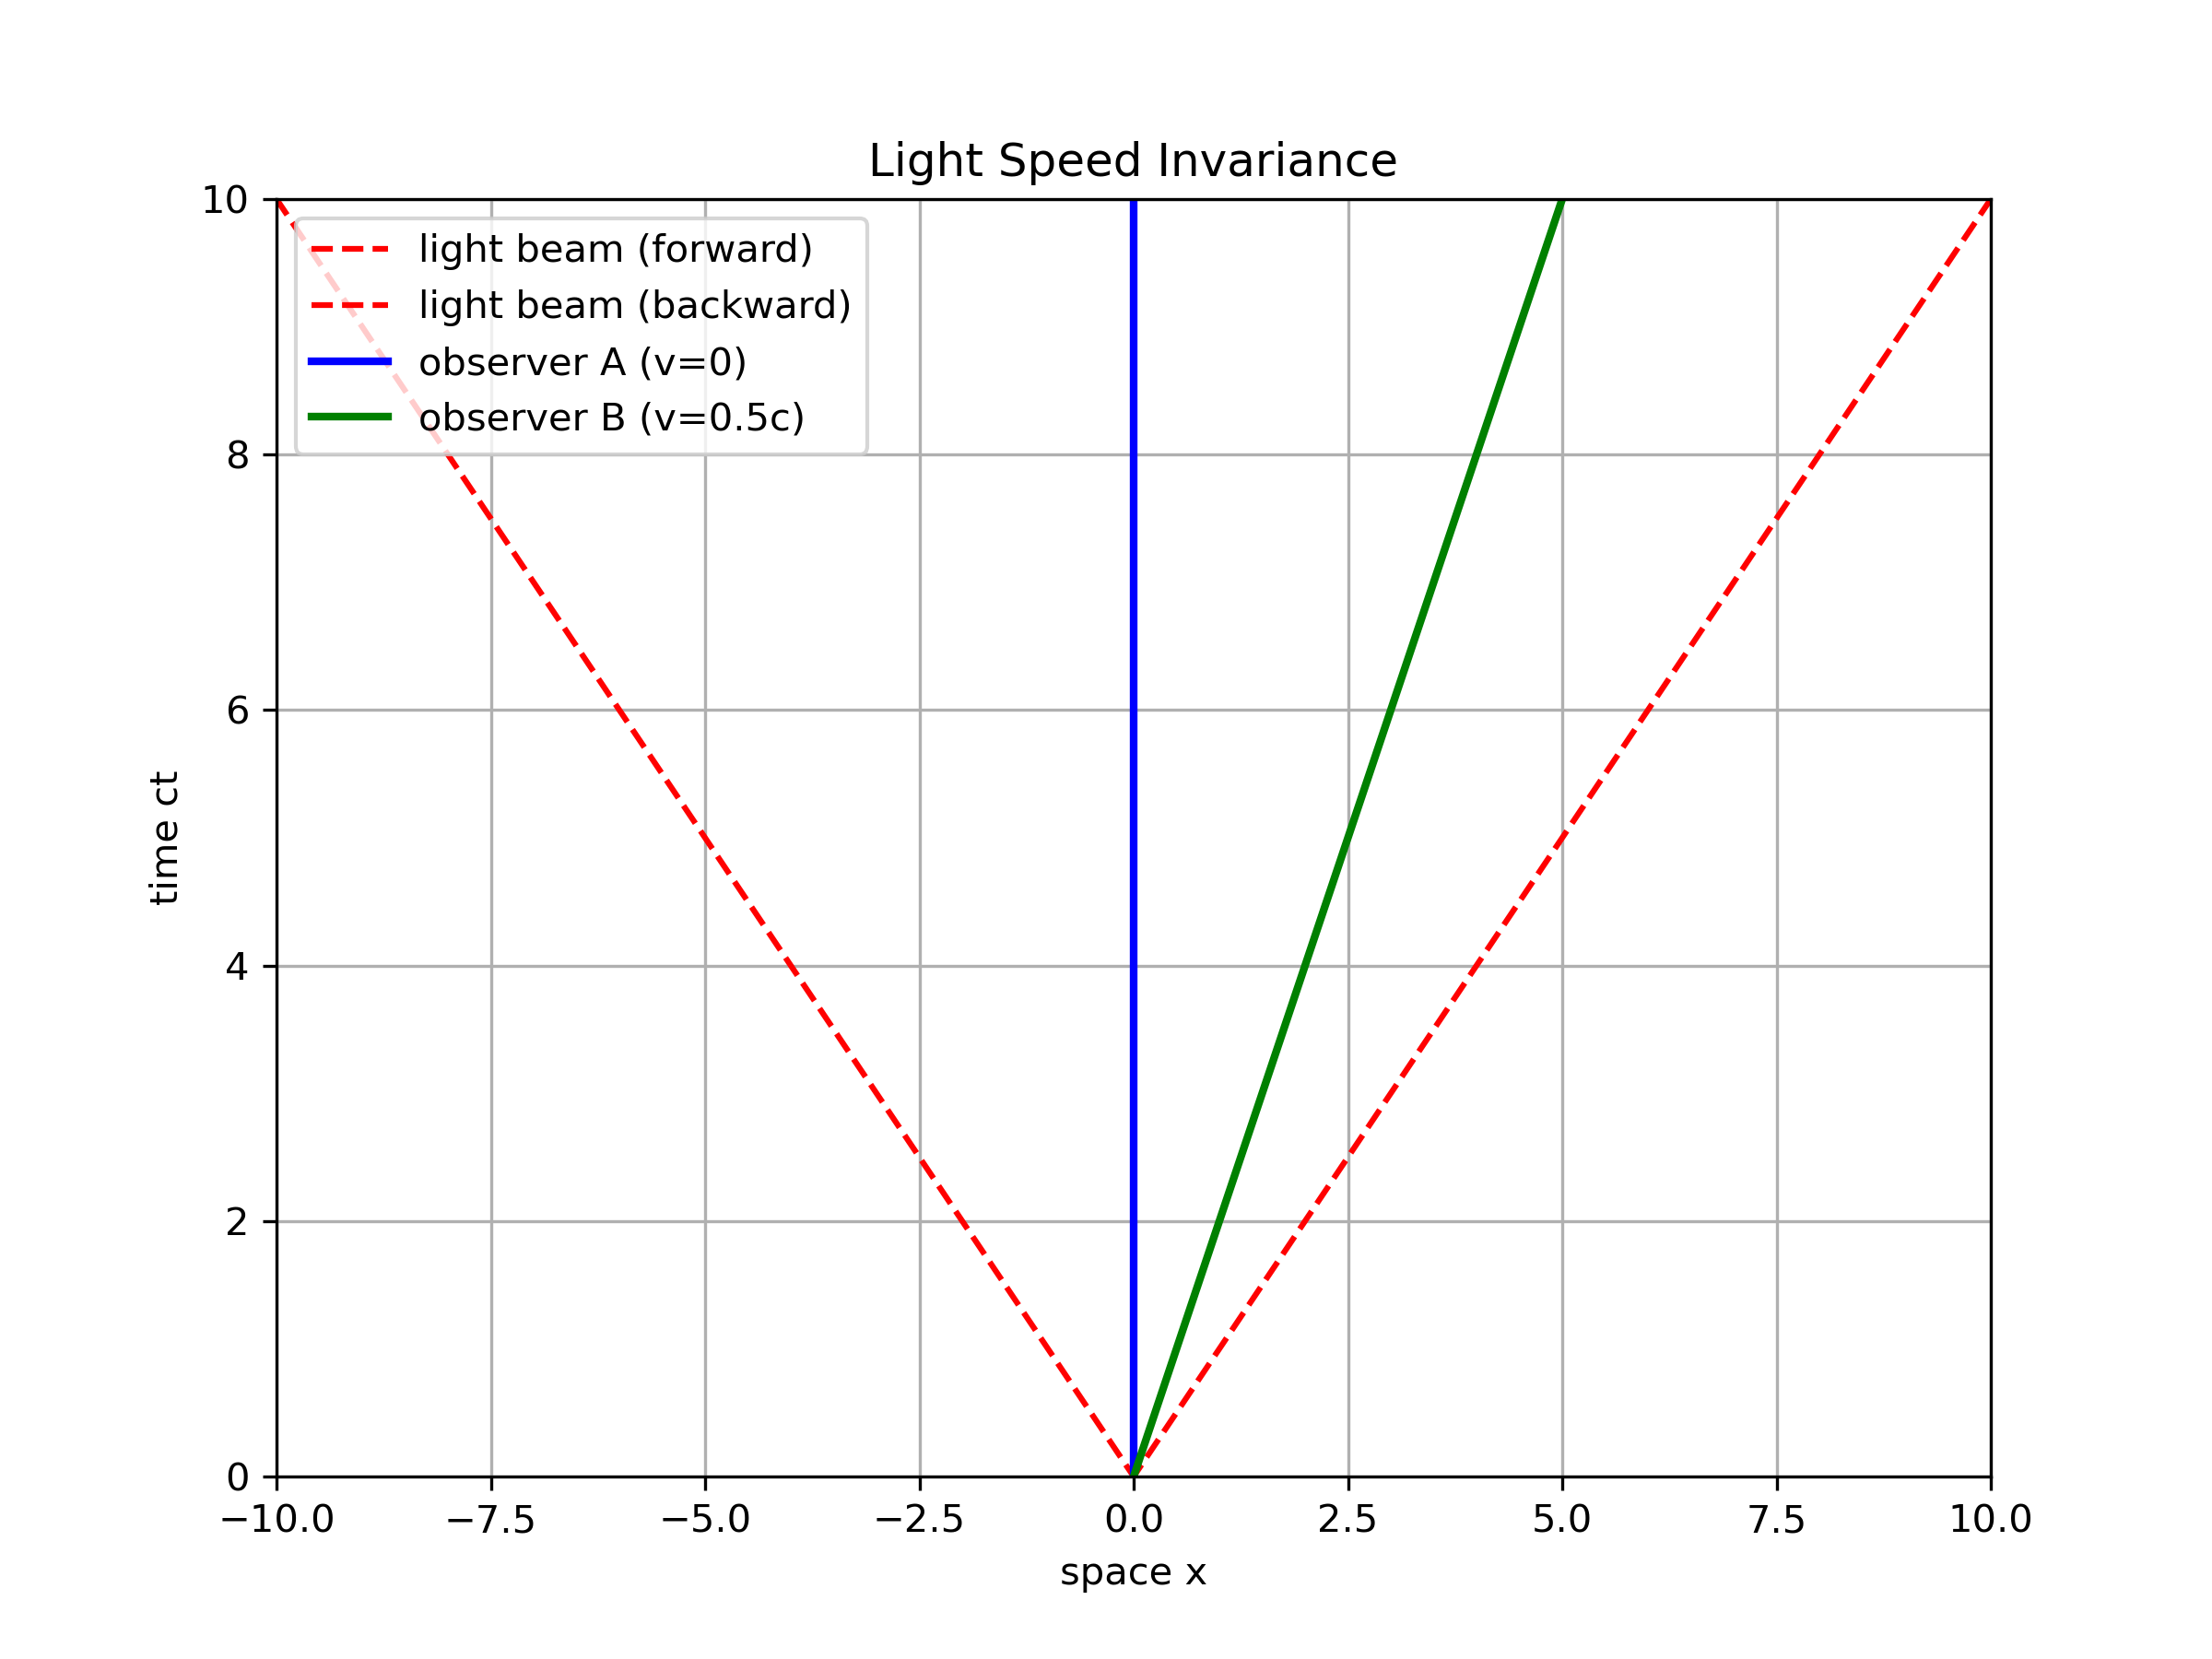 Light Speed Invariance
10
light beam (forward)
light beam (backward)
observer A (v=0)
observer B (v=0.5c)
8
6
time ct
4
2
0
−10.0 −7.5 −5.0 −2.5 0.0 2.5 5.0 7.5 10.0
space x